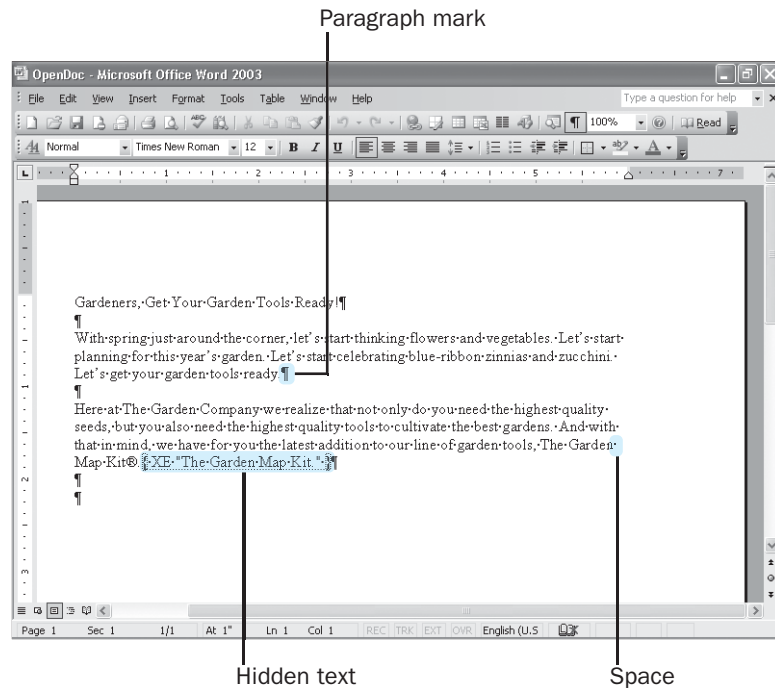 Paragraph mark
OpenDoc - Microsoft Office Word 2003
File Edit View Insert Format Tools Table Window Help Type a question for help
¶ 100% Read
Normal Times New Roman 12 B I U
1 2 3 4 5 6 7
Gardeners,·Get·Your·Garden·Tools·Ready!¶
¶
With·spring·just·around·the·corner,·let's·start·thinking·flowers·and·vegetables.·Let's·start·
planning·for·this·year's·garden.·Let's·start·celebrating·blue-ribbon·zinnias·and·zucchini.·
Let's·get·your·garden·tools·ready.¶
¶
Here·at·The·Garden·Company·we·realize·that·not·only·do·you·need·the·highest·quality·
seeds,·but·you·also·need·the·highest·quality·tools·to·cultivate·the·best·gardens.·And·with·
that·in·mind,·we·have·for·you·the·latest·addition·to·our·line·of·garden·tools,·The·Garden·
Map·Kit®.{·XE·"The·Garden·Map·Kit."·}¶
¶
¶
Page 1 Sec 1 1/1 At 1" Ln 1 Col 1 REC TRK EXT OVR English (U.S
Hidden text Space